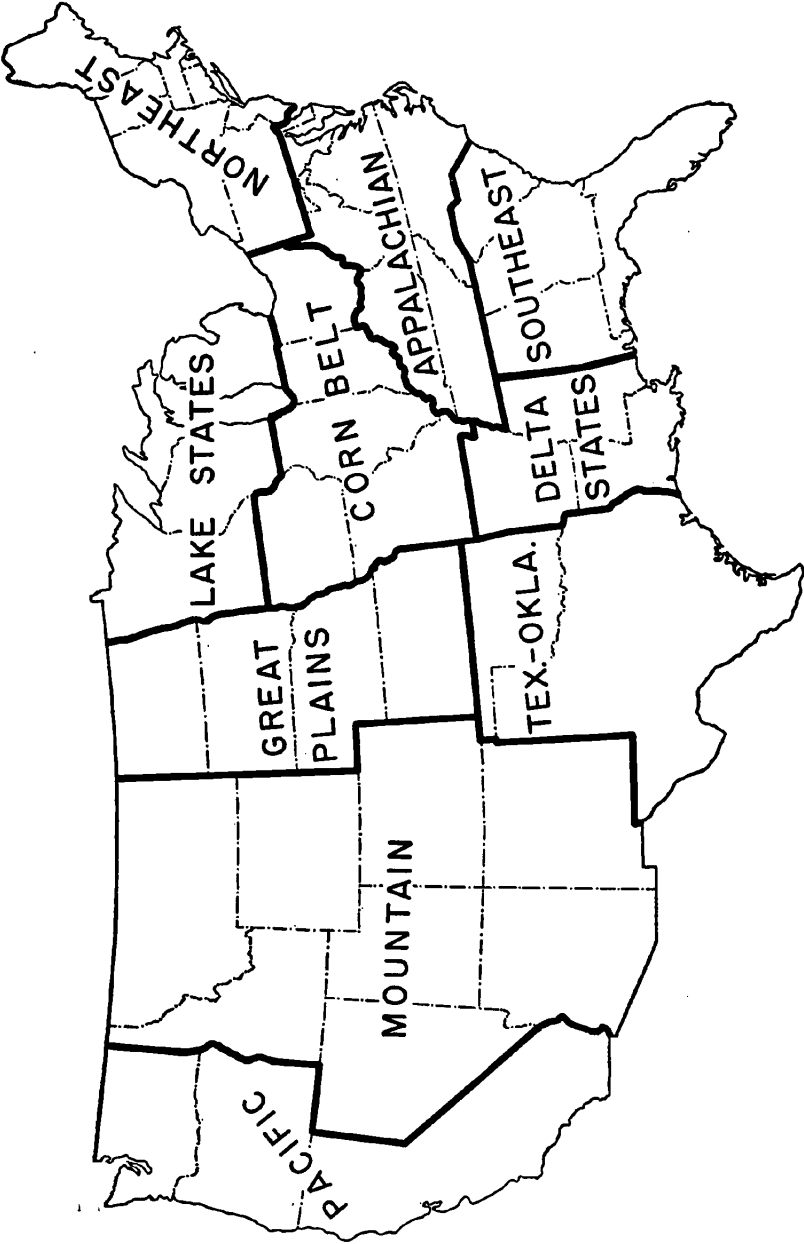 PACIFIC
MOUNTAIN
GREAT
PLAINS
TEX.-OKLA.
LAKE STATES
CORN BELT
DELTA
STATES
APPALACHIAN
SOUTHEAST
NORTHEAST